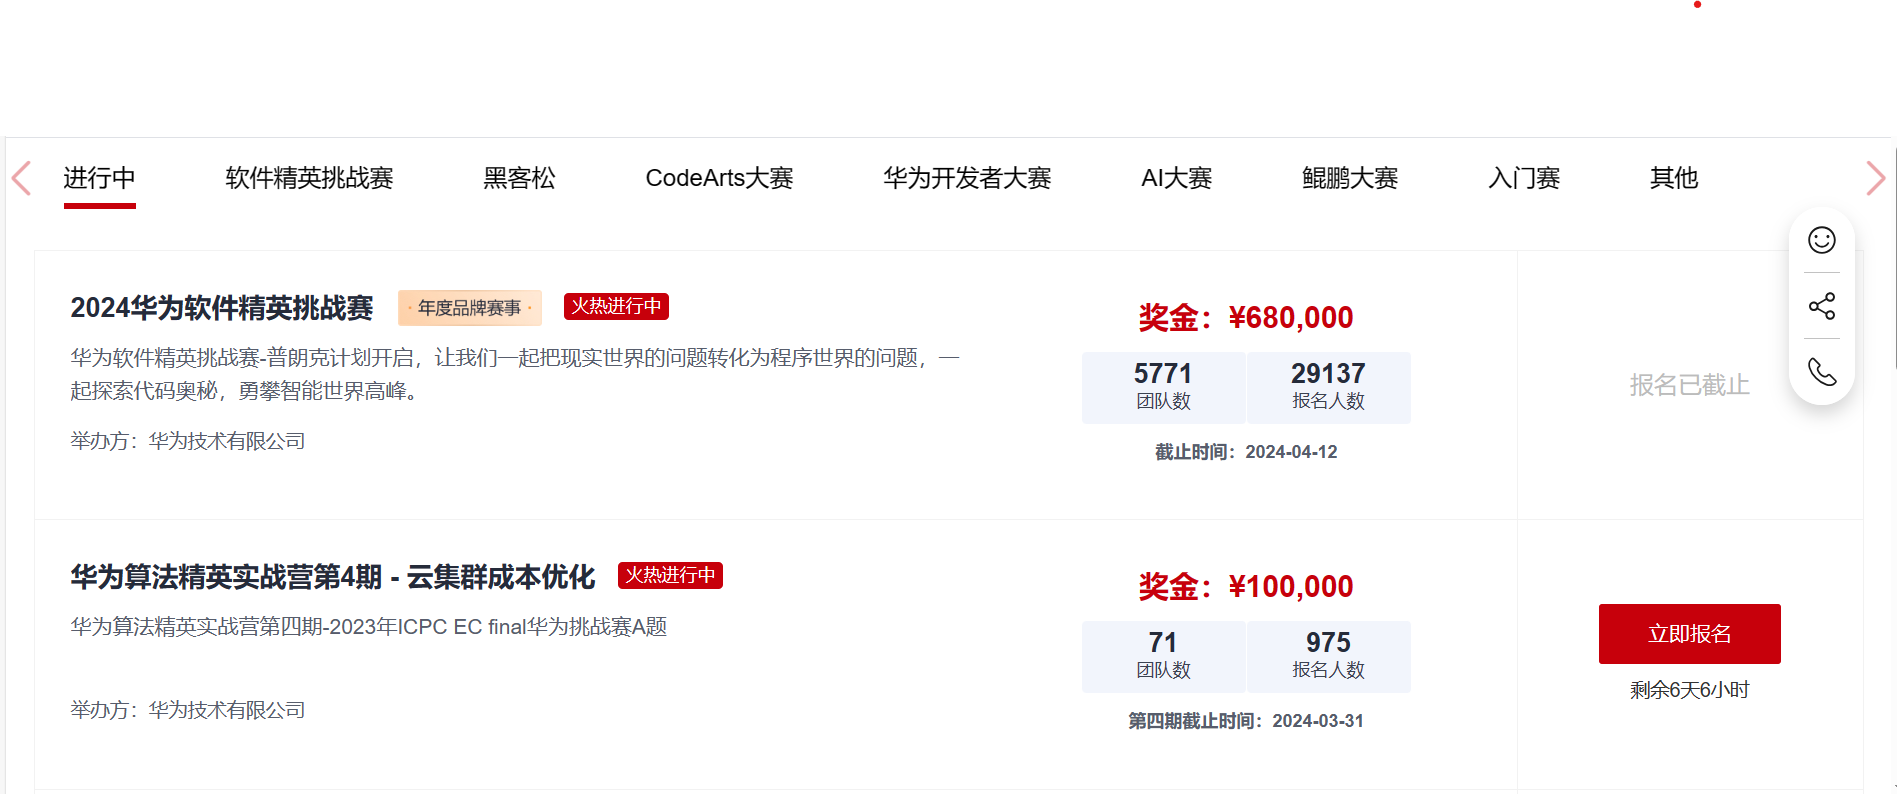 进行中 软件精英挑战赛 黑客松 CodeArts大赛 华为开发者大赛 AI大赛 鲲鹏大赛 入门赛 其他
2024华为软件精英挑战赛 · 年度品牌赛事 · 火热进行中
华为软件精英挑战赛-普朗克计划开启，让我们一起把现实世界的问题转化为程序世界的问题，一
起探索代码奥秘，勇攀智能世界高峰。
举办方：华为技术有限公司
奖金：¥680,000
5771 29137
团队数 报名人数
截止时间：2024-04-12
报名已截止
华为算法精英实战营第4期 - 云集群成本优化 火热进行中
华为算法精英实战营第四期-2023年ICPC EC final华为挑战赛A题
举办方：华为技术有限公司
奖金：¥100,000
71 975
团队数 报名人数
第四期截止时间：2024-03-31
立即报名
剩余6天6小时